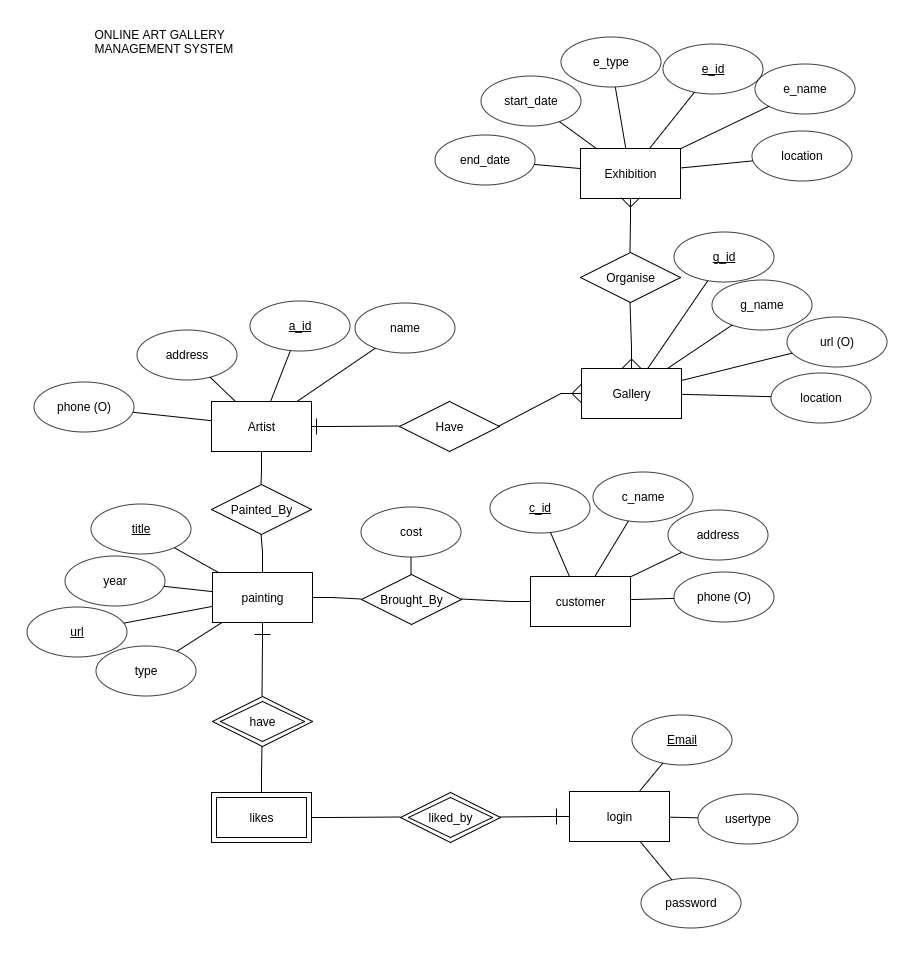 ONLINE ART GALLERY
MANAGEMENT SYSTEM
e_type
e_id
e_name
start_date
end_date
location
Exhibition
Organise
g_id
g_name
url (O)
location
Gallery
a_id
name
address
phone (O)
Artist
Have
Painted_By
title
year
url
type
painting
cost
Brought_By
c_id
c_name
address
phone (O)
customer
have
likes
liked_by
Email
login
usertype
password